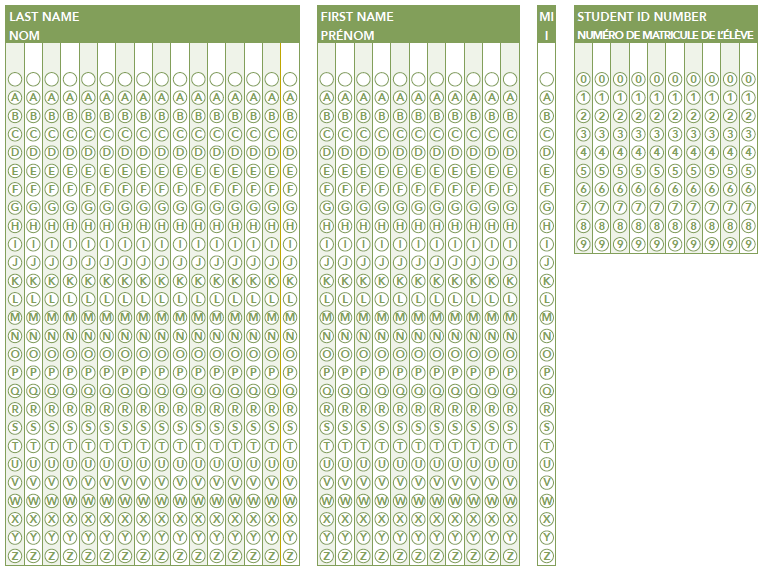 LAST NAME
NOM
A A A A A A A A A A A A A A A A
B B B B B B B B B B B B B B B B
C C C C C C C C C C C C C C C C
D D D D D D D D D D D D D D D D
E E E E E E E E E E E E E E E E
F F F F F F F F F F F F F F F F
G G G G G G G G G G G G G G G G
H H H H H H H H H H H H H H H H
I I I I I I I I I I I I I I I I
J J J J J J J J J J J J J J J J
K K K K K K K K K K K K K K K K
L L L L L L L L L L L L L L L L
M M M M M M M M M M M M M M M M
N N N N N N N N N N N N N N N N
O O O O O O O O O O O O O O O O
P P P P P P P P P P P P P P P P
Q Q Q Q Q Q Q Q Q Q Q Q Q Q Q Q
R R R R R R R R R R R R R R R R
S S S S S S S S S S S S S S S S
T T T T T T T T T T T T T T T T
U U U U U U U U U U U U U U U U
V V V V V V V V V V V V V V V V
W W W W W W W W W W W W W W W W
X X X X X X X X X X X X X X X X
Y Y Y Y Y Y Y Y Y Y Y Y Y Y Y Y
Z Z Z Z Z Z Z Z Z Z Z Z Z Z Z Z
FIRST NAME
PRÉNOM
A A A A A A A A A A A
B B B B B B B B B B B
C C C C C C C C C C C
D D D D D D D D D D D
E E E E E E E E E E E
F F F F F F F F F F F
G G G G G G G G G G G
H H H H H H H H H H H
I I I I I I I I I I I
J J J J J J J J J J J
K K K K K K K K K K K
L L L L L L L L L L L
M M M M M M M M M M M
N N N N N N N N N N N
O O O O O O O O O O O
P P P P P P P P P P P
Q Q Q Q Q Q Q Q Q Q Q
R R R R R R R R R R R
S S S S S S S S S S S
T T T T T T T T T T T
U U U U U U U U U U U
V V V V V V V V V V V
W W W W W W W W W W W
X X X X X X X X X X X
Y Y Y Y Y Y Y Y Y Y Y
Z Z Z Z Z Z Z Z Z Z Z
MI
I
A
B
C
D
E
F
G
H
I
J
K
L
M
N
O
P
Q
R
S
T
U
V
W
X
Y
Z
STUDENT ID NUMBER
NUMÉRO DE MATRICULE DE L'ÉLÈVE
0 0 0 0 0 0 0 0 0 0
1 1 1 1 1 1 1 1 1 1
2 2 2 2 2 2 2 2 2 2
3 3 3 3 3 3 3 3 3 3
4 4 4 4 4 4 4 4 4 4
5 5 5 5 5 5 5 5 5 5
6 6 6 6 6 6 6 6 6 6
7 7 7 7 7 7 7 7 7 7
8 8 8 8 8 8 8 8 8 8
9 9 9 9 9 9 9 9 9 9